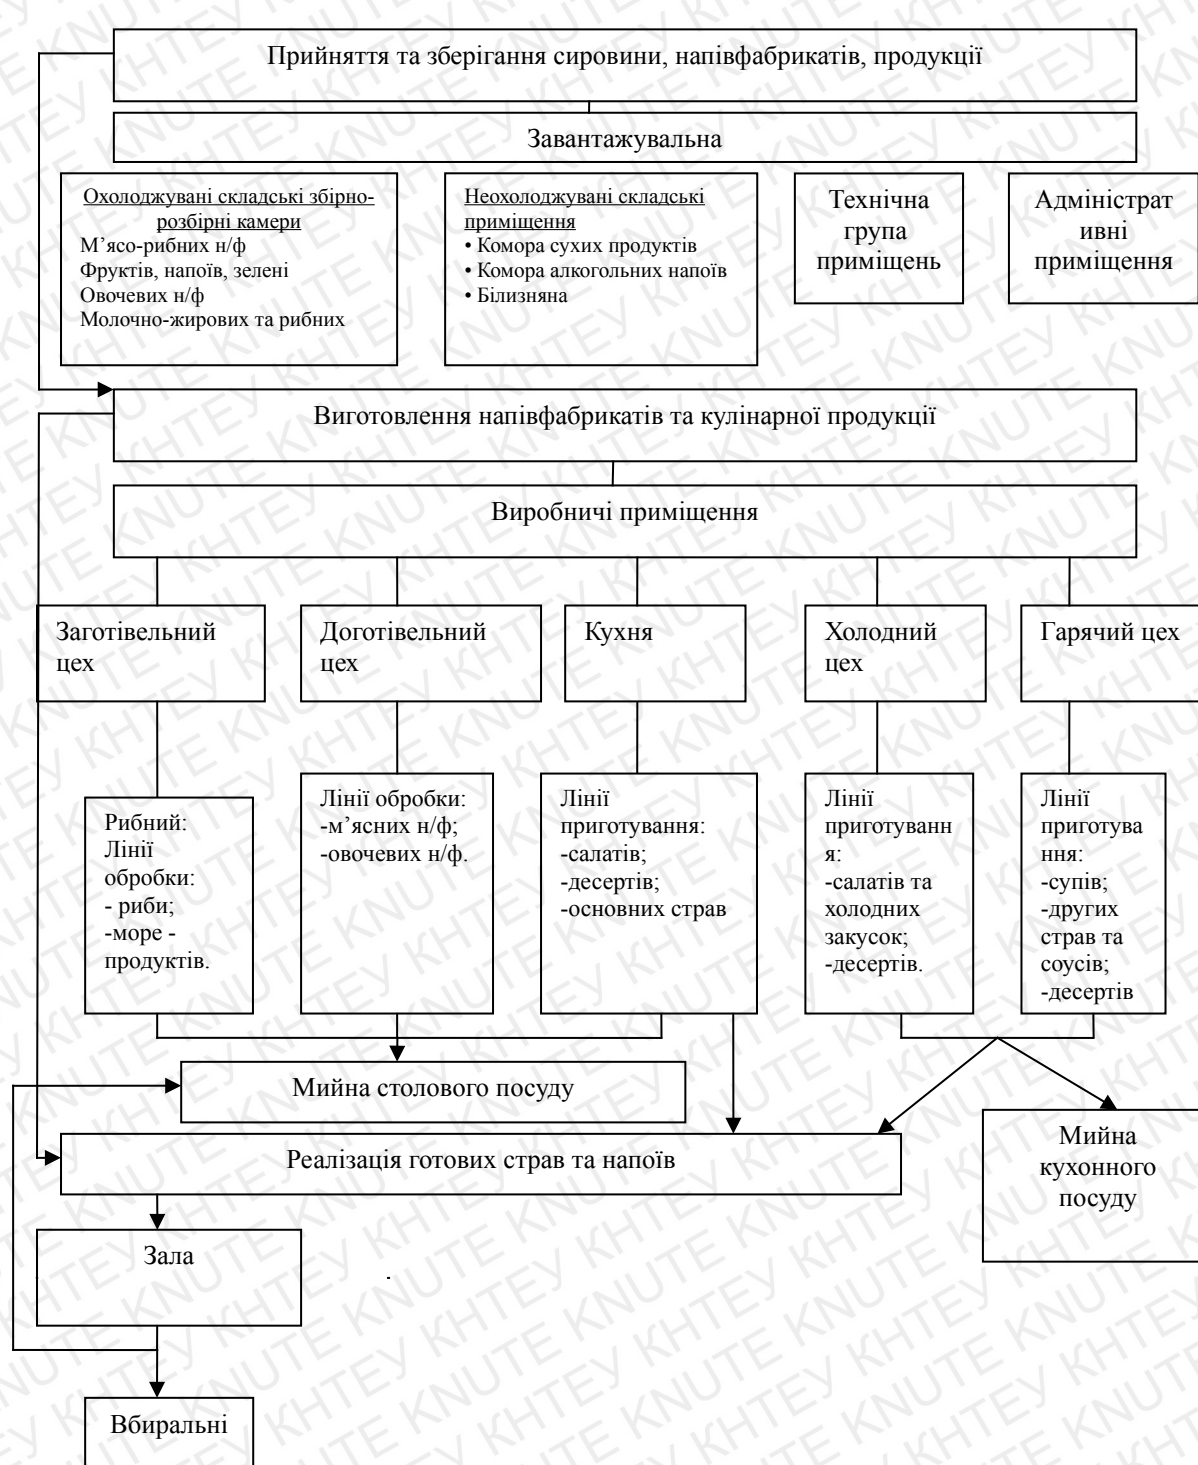 Прийняття та зберігання сировини, напівфабрикатів, продукції
Завантажувальна
Охолоджувані складські збірно-
розбірні камери
М’ясо-рибних н/ф
Фруктів, напоїв, зелені
Овочевих н/ф
Молочно-жирових та рибних
Неохолоджувані складські
приміщення
• Комора сухих продуктів
• Комора алкогольних напоїв
• Білизняна
Технічна
група
приміщень
Адміністрат
ивні
приміщення
Виготовлення напівфабрикатів та кулінарної продукції
Виробничі приміщення
Заготівельний
цех
Доготівельний
цех
Кухня
Холодний
цех
Гарячий цех
Рибний:
Лінії
обробки:
- риби;
-море -
продуктів.
Лінії обробки:
-м’ясних н/ф;
-овочевих н/ф.
Лінії
приготування:
-салатів;
-десертів;
-основних страв
Лінії
приготуванн
я:
-салатів та
холодних
закусок;
-десертів.
Лінії
приготува
ння:
-супів;
-других
страв та
соусів;
-десертів
Мийна столового посуду
Реалізація готових страв та напоїв
Мийна
кухонного
посуду
Зала
Вбиральні